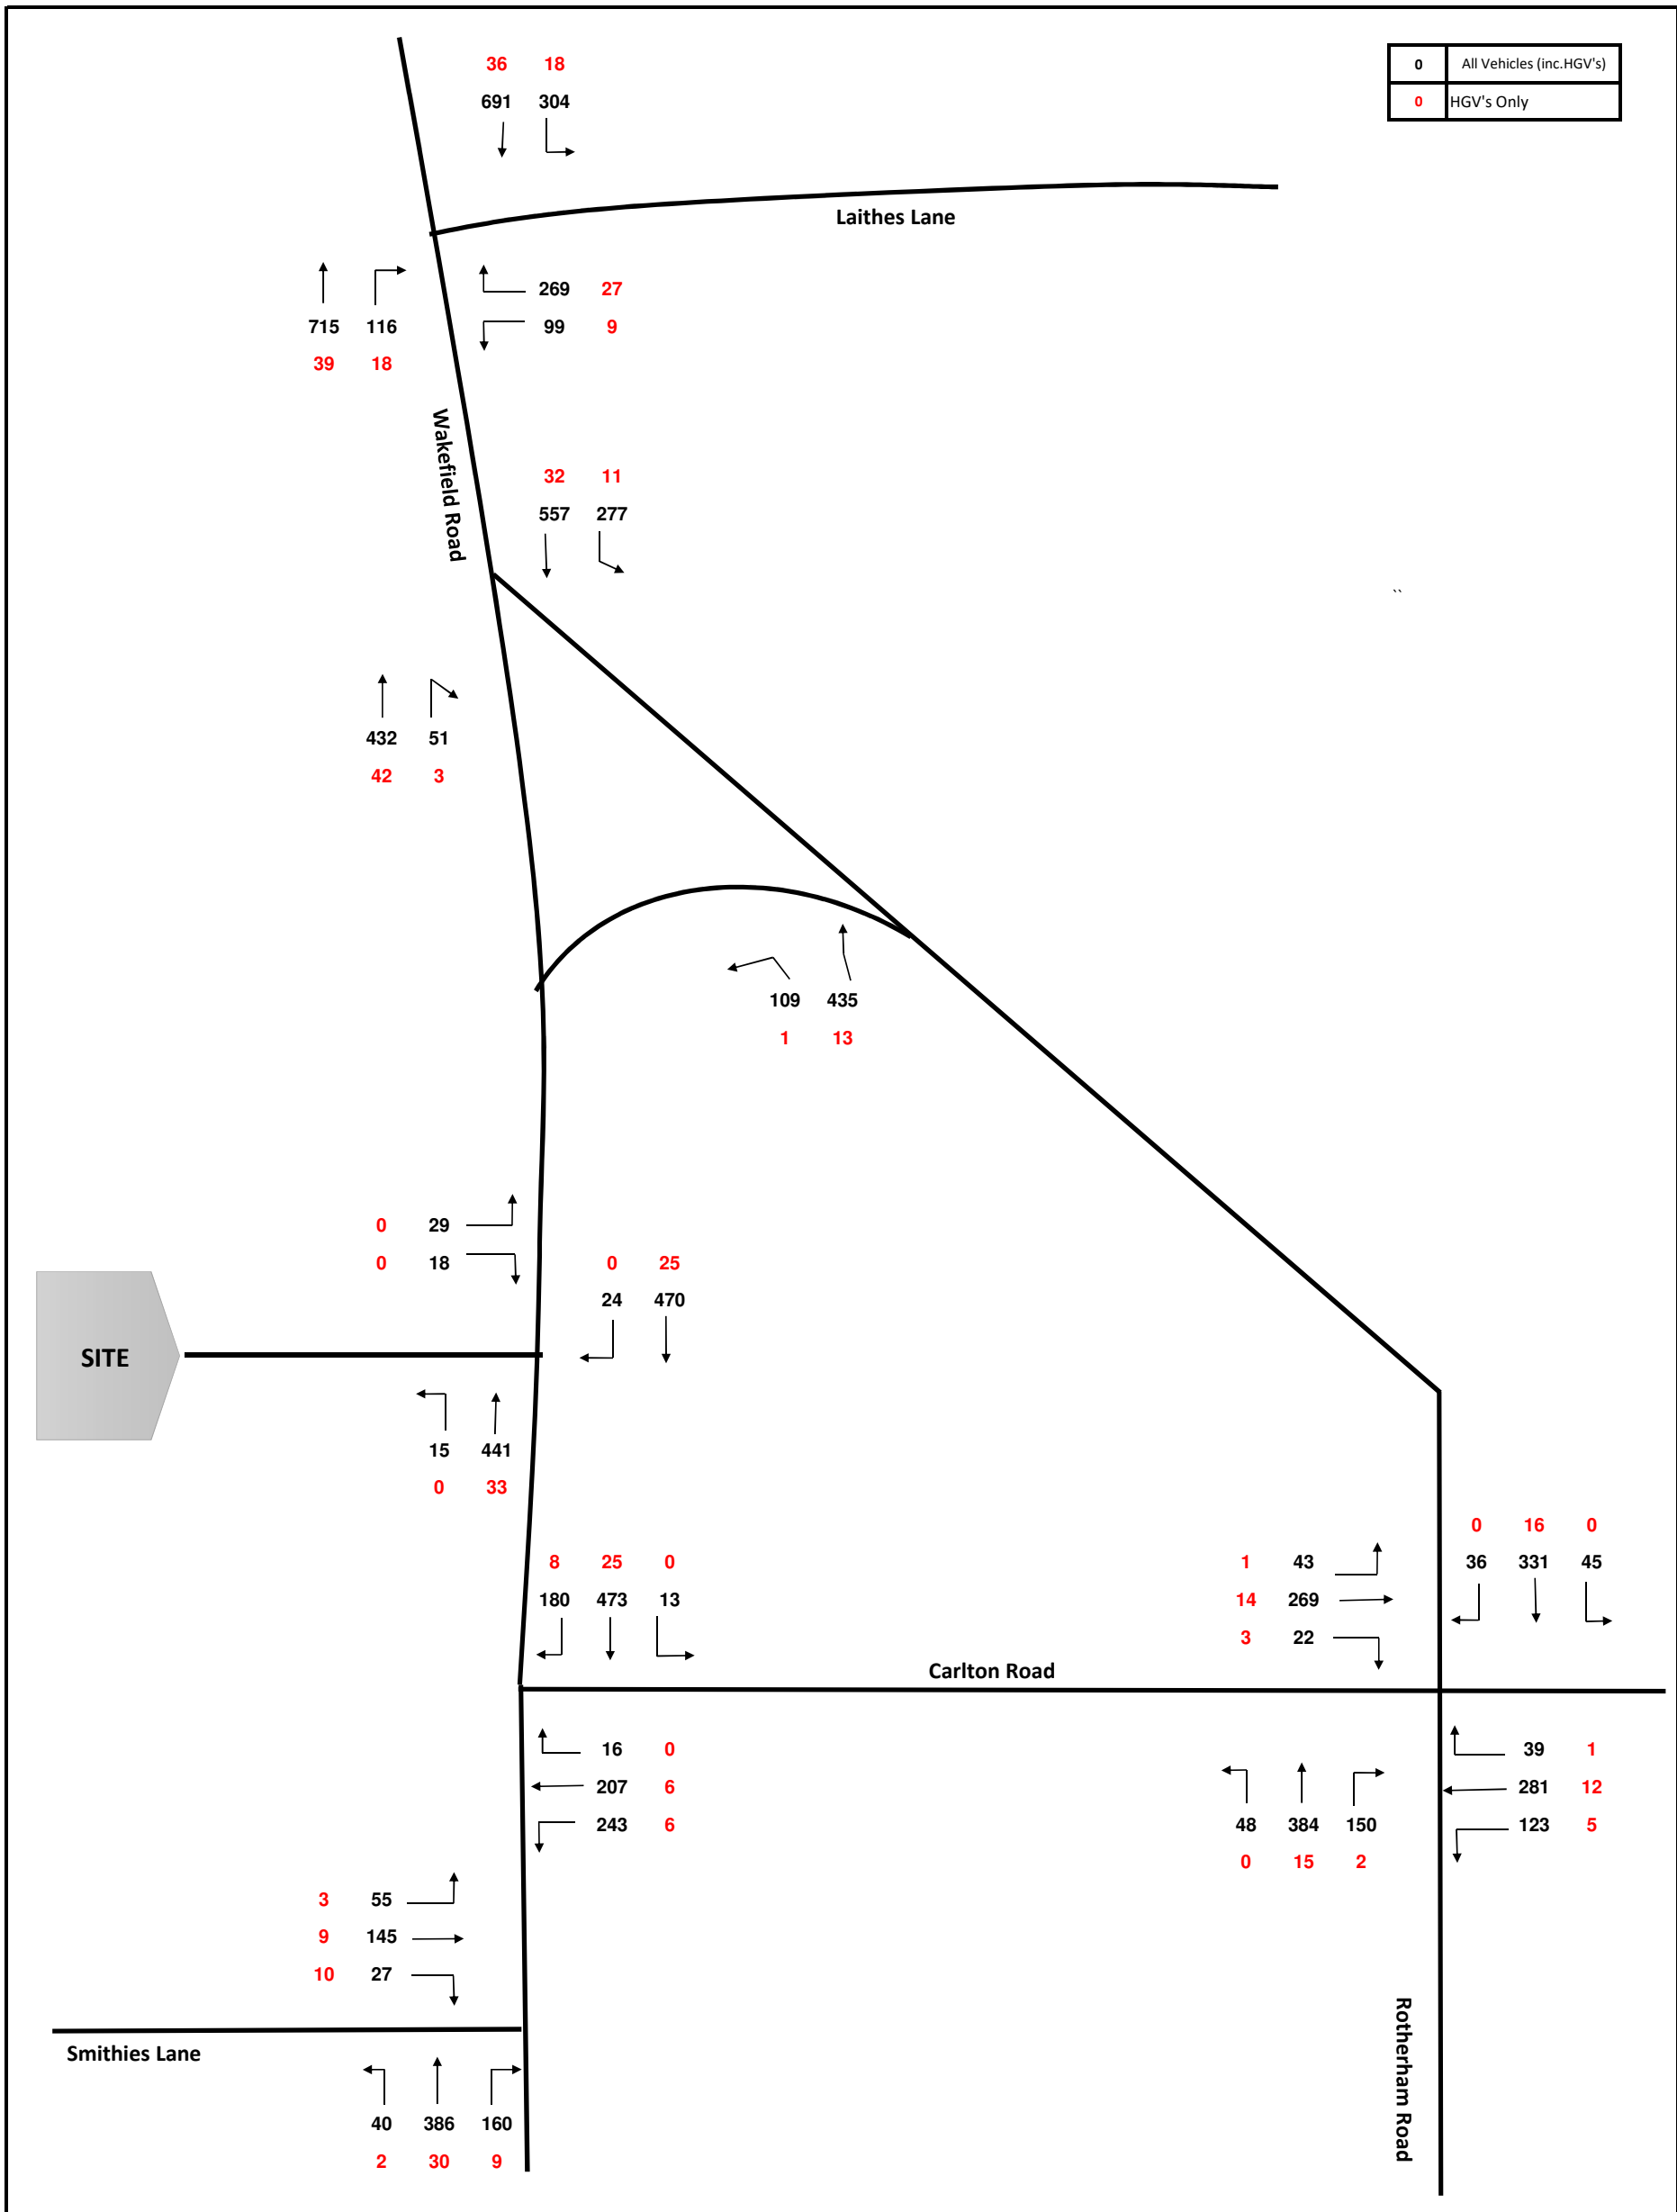 36 18
691 304
0 All Vehicles (inc.HGV's)
0 HGV's Only
Laithes Lane
269 27
99 9
715 116
39 18
Wakefield Road
32 11
557 277
``
432 51
42 3
109 435
1 13
0 29
0 18
0 25
24 470
SITE
15 441
0 33
8 25 0
180 473 13
1 43
14 269
3 22
0 16 0
36 331 45
Carlton Road
16 0
207 6
243 6
48 384 150
0 15 2
39 1
281 12
123 5
3 55
9 145
10 27
Smithies Lane
Rotherham Road
40 386 160
2 30 9